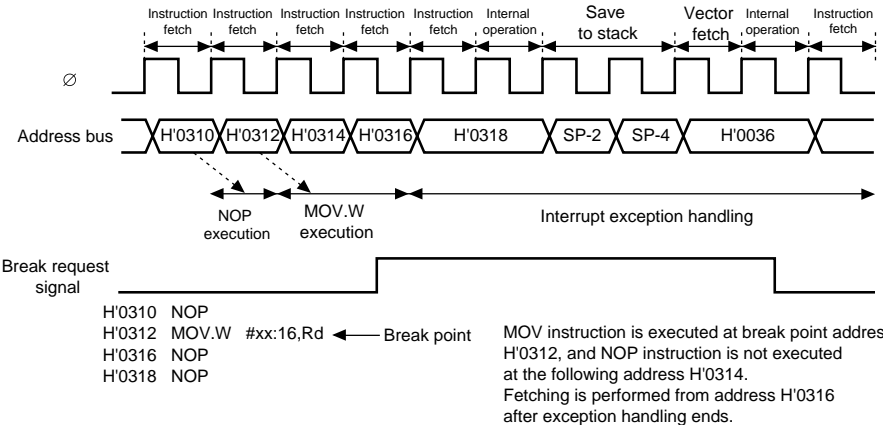 Instruction fetch
Instruction fetch
Instruction fetch
Instruction fetch
Instruction fetch
Internal operation
Save to stack
Vector fetch
Internal operation
Instruction fetch
∅
Address bus
H'0310 H'0312 H'0314 H'0316 H'0318 SP-2 SP-4 H'0036
NOP execution
MOV.W execution
Interrupt exception handling
Break request
signal
H'0310 NOP
H'0312 MOV.W #xx:16,Rd
Break point
H'0316 NOP
H'0318 NOP
MOV instruction is executed at break point addres
H'0312, and NOP instruction is not executed
at the following address H'0314.
Fetching is performed from address H'0316
after exception handling ends.